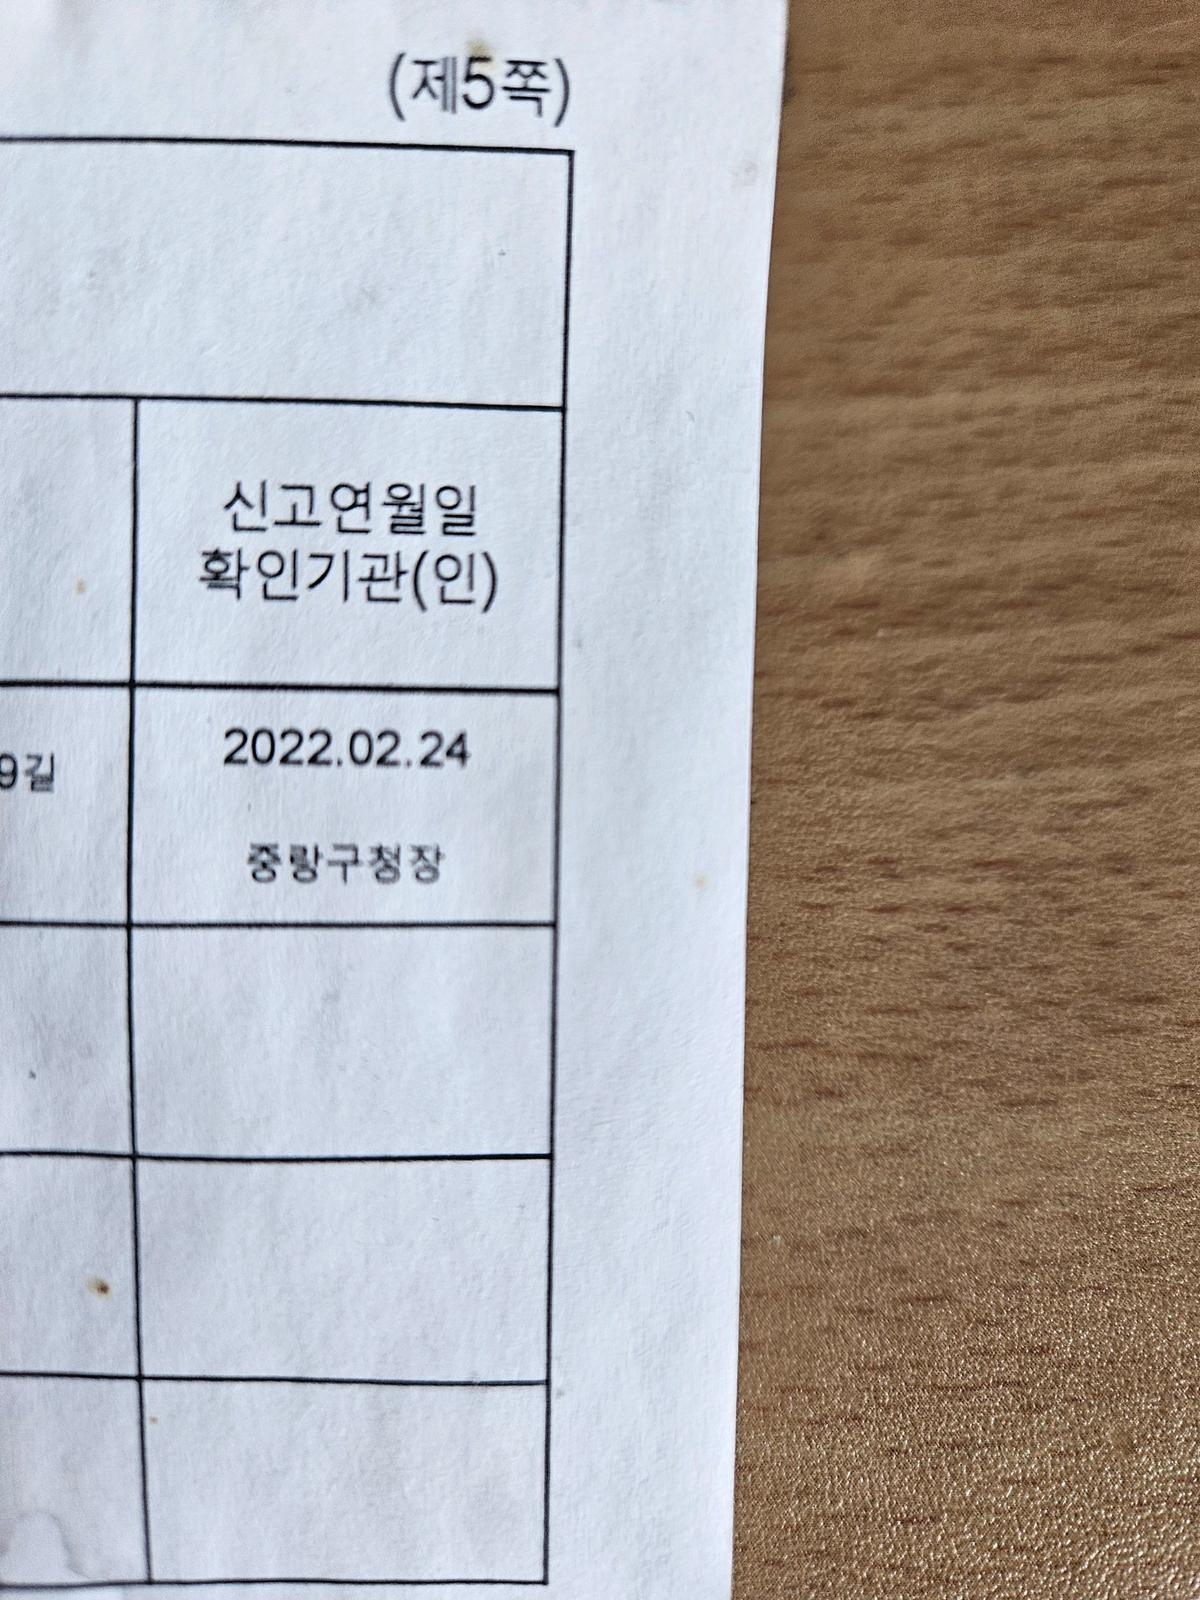 (제5쪽)
신고연월일
확인기관(인)
2022.02.24
9길
중랑구청장